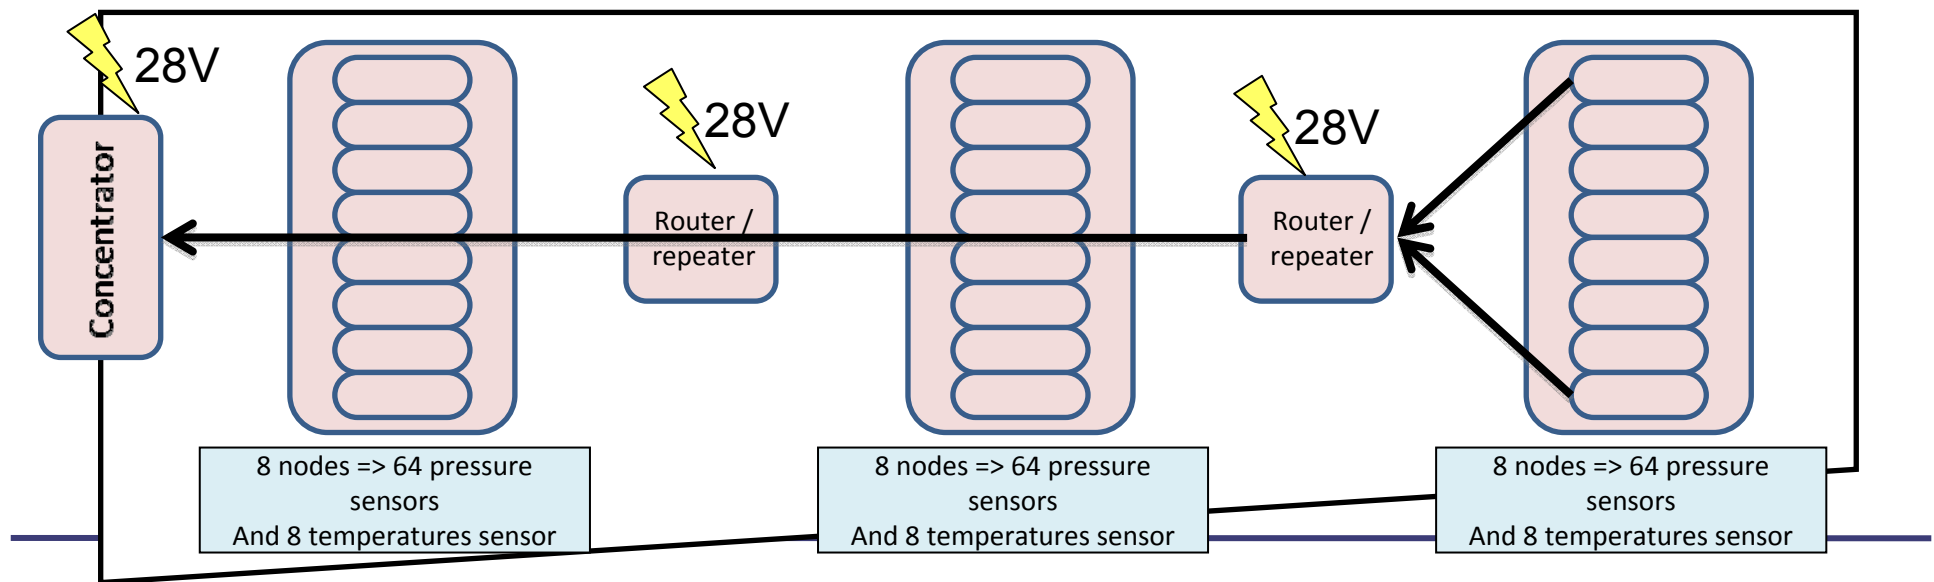 28V
28V
28V
Concentrator
Router /
repeater
Router /
repeater
8 nodes => 64 pressure
sensors
And 8 temperatures sensor
8 nodes => 64 pressure
sensors
And 8 temperatures sensor
8 nodes => 64 pressure
sensors
And 8 temperatures sensor